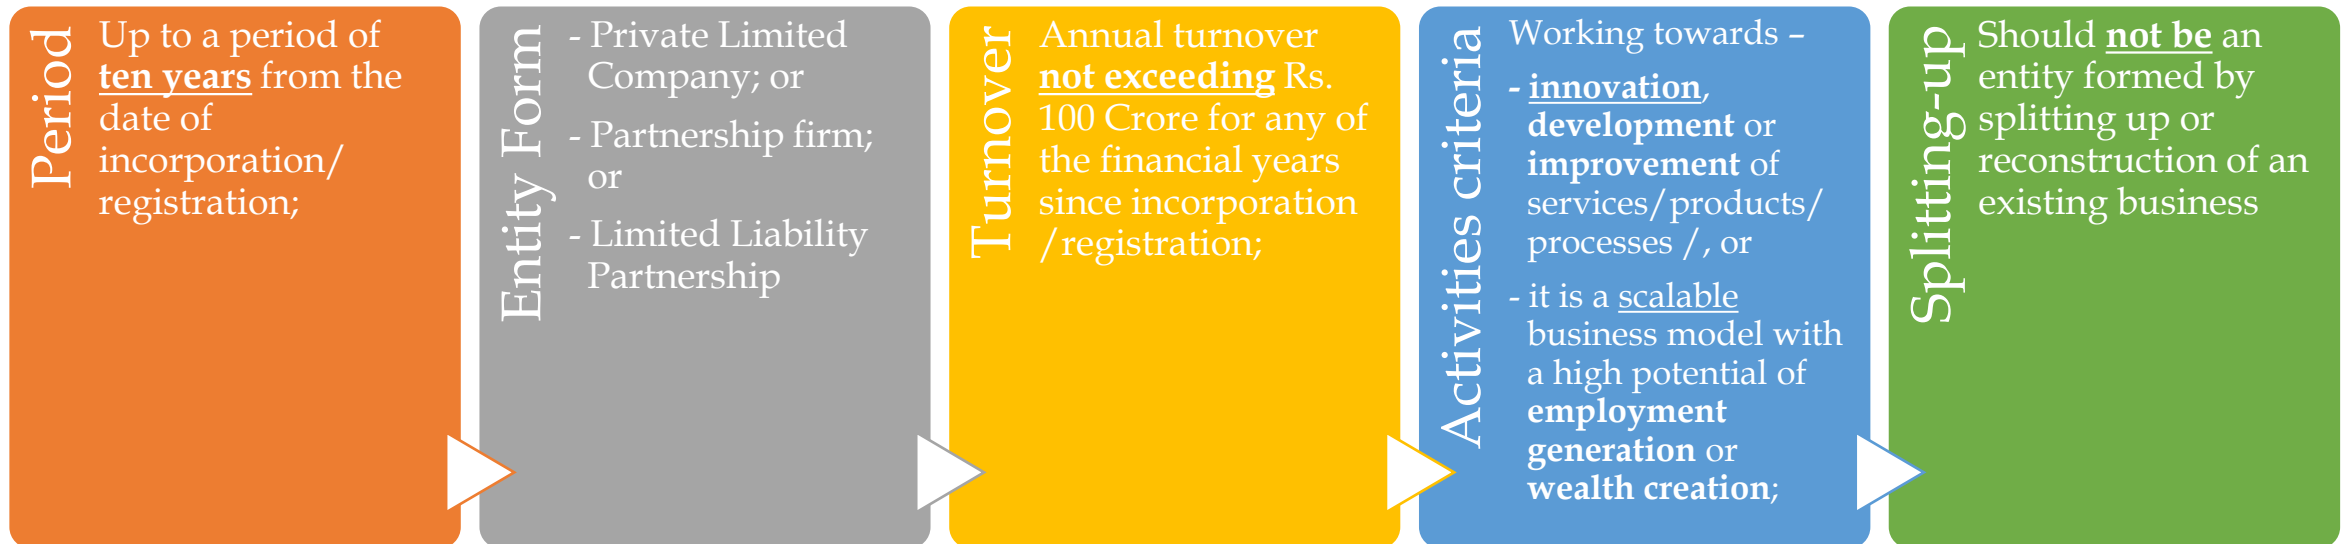 Period
Up to a period of
ten years from the
date of
incorporation/
registration;
Entity Form
- Private Limited
Company; or
- Partnership firm;
or
- Limited Liability
Partnership
Turnover
Annual turnover
not exceeding Rs.
100 Crore for any of
the financial years
since incorporation
/registration;
Activities criteria
Working towards –
- innovation,
development or
improvement of
services/products/
processes /, or
- it is a scalable
business model with
a high potential of
employment
generation or
wealth creation;
Splitting-up
Should not be an
entity formed by
splitting up or
reconstruction of an
existing business